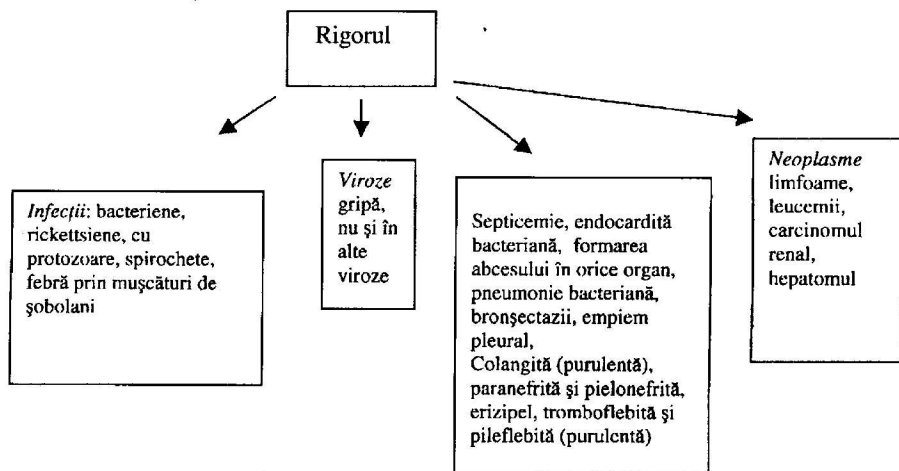 Rigorul
Infecții: bacteriene,
rickettsiene, cu
protozoare, spirochete,
febră prin mușcături de
șobolani
Viroze
gripă,
nu și în
alte
viroze
Septicemie, endocardită
bacteriană, formarea
abcesului în orice organ,
pneumonie bacteriană,
bronșectazii, empiem
pleural,
Colangită (purulentă),
paranefrită și pielonefrită,
erizipel, tromboflebită și
pileflebită (purulentă)
Neoplasme
limfoame,
leucemii,
carcinomul
renal,
hepatomul